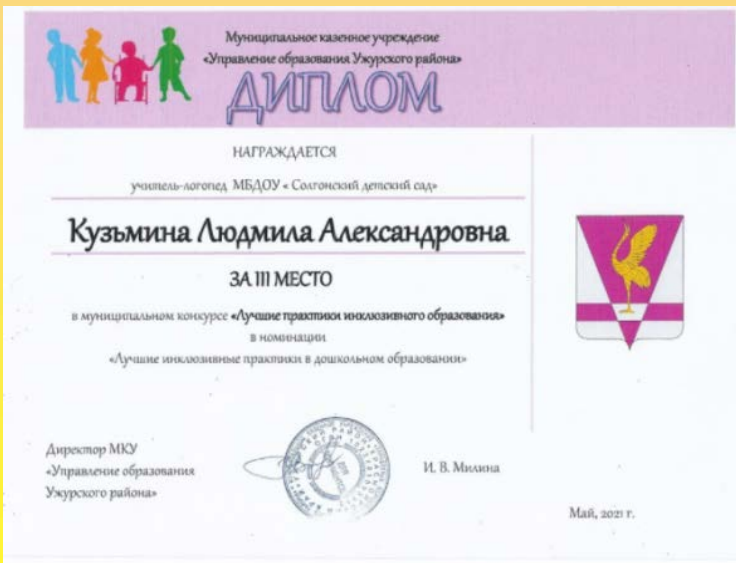 Муниципальное казенное учреждение
«Управление образования Ужурского района»
ДИПЛОМ
НАГРАЖДАЕТСЯ
учитель-логопед МБДОУ « Солгонский детский сад»
Кузьмина Людмила Александровна
ЗА III МЕСТО
в муниципальном конкурсе «Лучшие практики инклюзивного образования»
в номинации
«Лучшие инклюзивные практики в дошкольном образовании»
Директор МКУ
«Управление образования
Ужурского района»
И. В. Милина
Май, 2021 г.